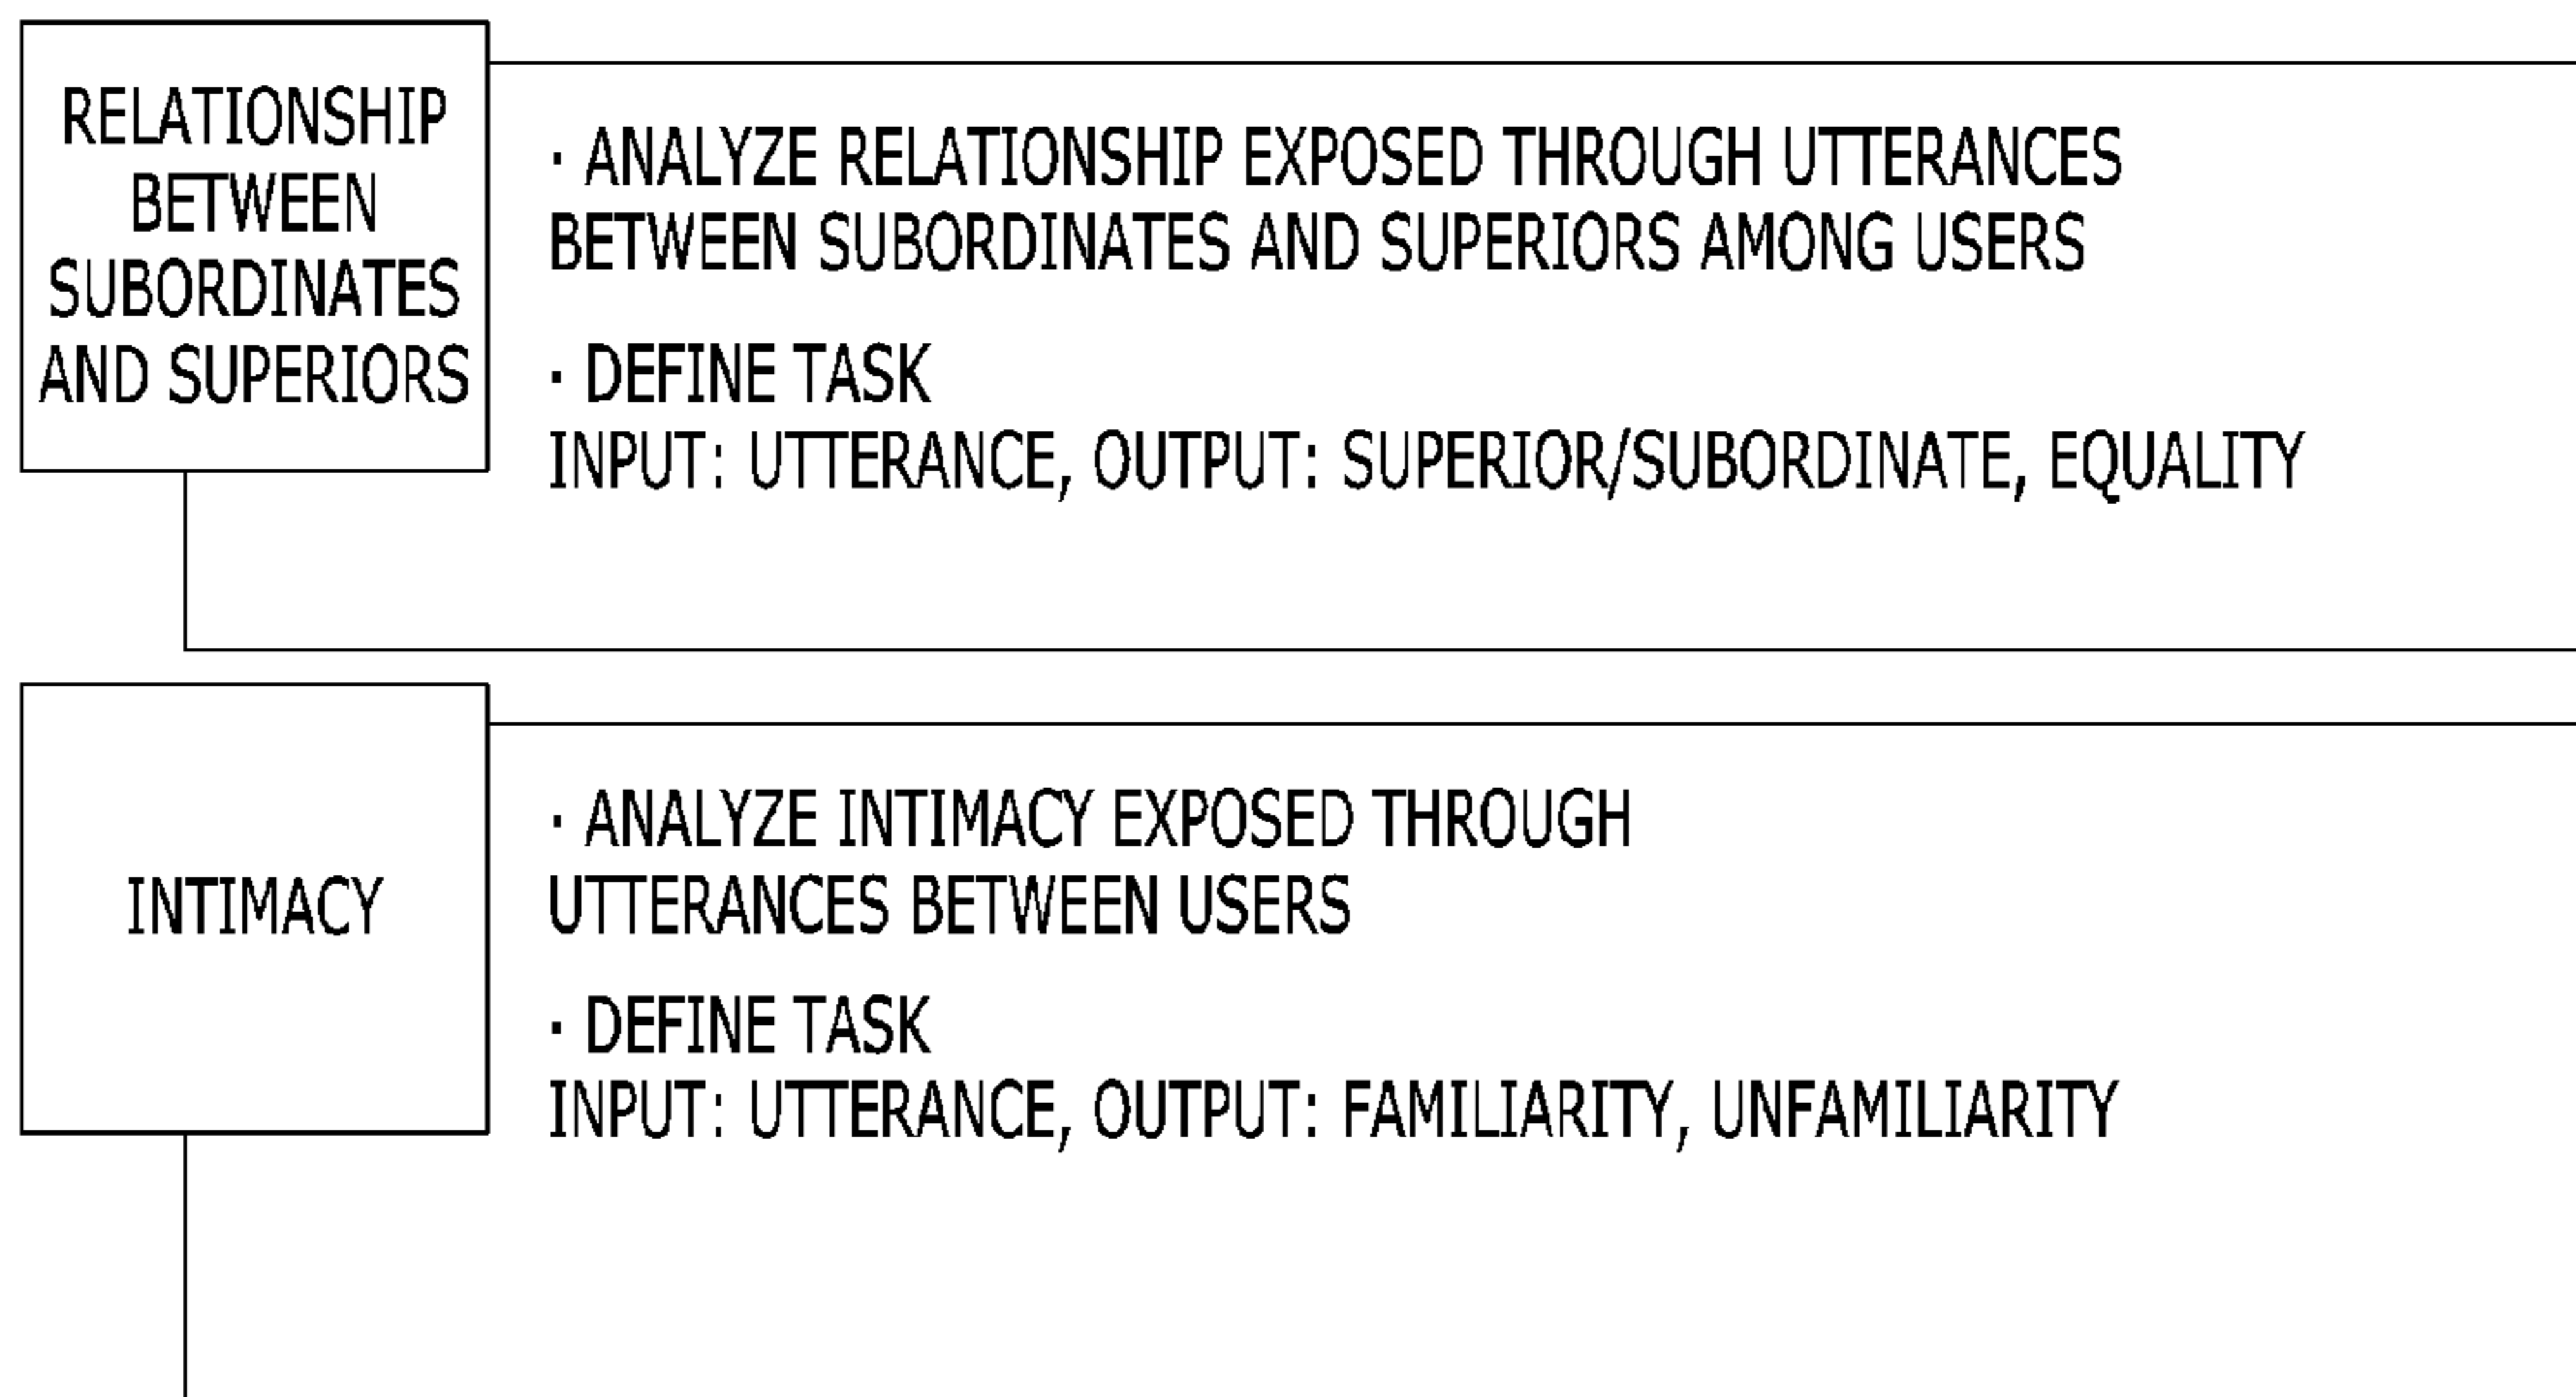 RELATIONSHIP
BETWEEN
SUBORDINATES
AND SUPERIORS
· ANALYZE RELATIONSHIP EXPOSED THROUGH UTTERANCES
BETWEEN SUBORDINATES AND SUPERIORS AMONG USERS
· DEFINE TASK
INPUT: UTTERANCE, OUTPUT: SUPERIOR/SUBORDINATE, EQUALITY
INTIMACY
· ANALYZE INTIMACY EXPOSED THROUGH
UTTERANCES BETWEEN USERS
· DEFINE TASK
INPUT: UTTERANCE, OUTPUT: FAMILIARITY, UNFAMILIARITY